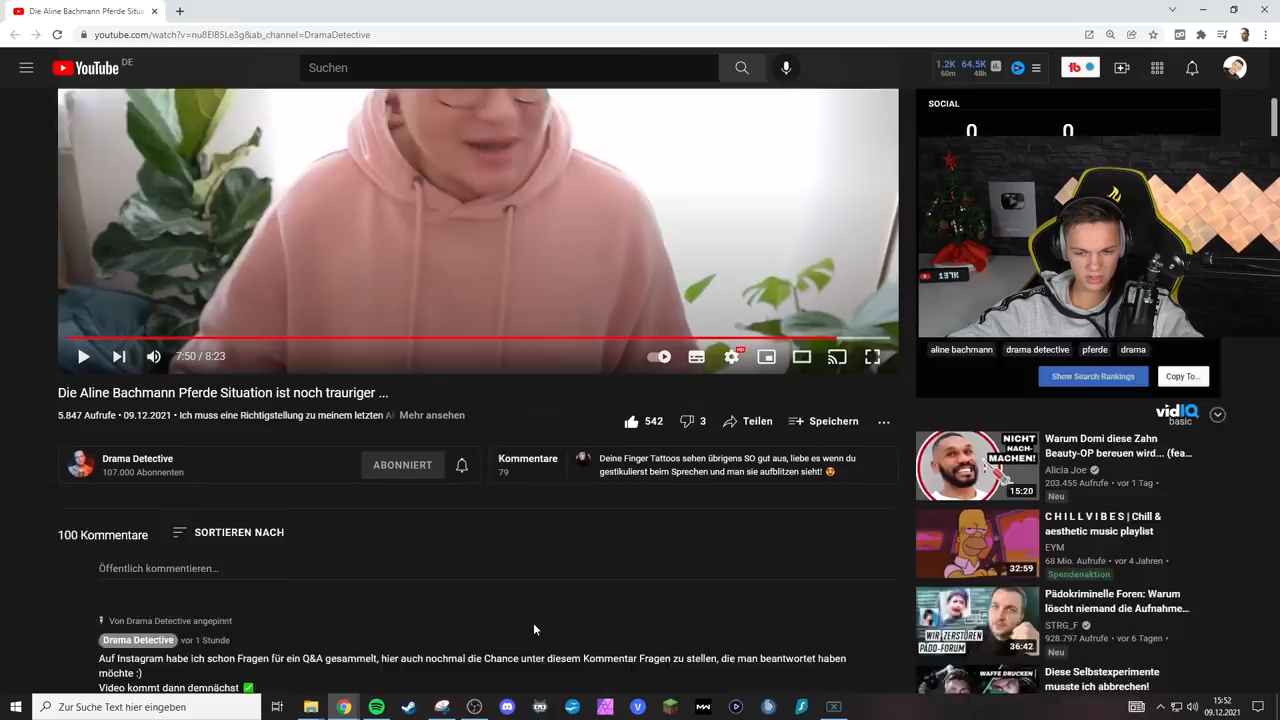 Die Aline Bachmann Pferde Situatio
youtube.com/watch?v=nu8ElB5Le3g&ab_channel=DramaDetective
YouTube DE
Suchen
1.2K 64.5K
60m 48h
SOCIAL
0 0
137K
7:50 / 8:23
HD
aline bachmann drama detective pferde drama
Show Search Rankings Copy To...
Die Aline Bachmann Pferde Situation ist noch trauriger ...
5.847 Aufrufe • 09.12.2021 • Ich muss eine Richtigstellung zu meinem letzten Mehr ansehen
542 3 Teilen Speichern
vidIQ
basic
Drama Detective
107.000 Abonnenten
ABONNIERT
Kommentare
79
Deine Finger Tattoos sehen übrigens SO gut aus, liebe es wenn du
gestikulierst beim Sprechen und man sie aufblitzen sieht! 😍
100 Kommentare SORTIEREN NACH
Öffentlich kommentieren...
Von Drama Detective angepinnt
Drama Detective vor 1 Stunde
Auf Instagram habe ich schon Fragen für ein Q&A gesammelt, hier auch nochmal die Chance unter diesem Kommentar Fragen zu stellen, die man beantwortet haben
möchte :)
Video kommt dann demnächst ✅
NICHT
NACH-
MACHEN!
15:20
Warum Domi diese Zahn
Beauty-OP bereuen wird... (fea...
Alicia Joe
203.455 Aufrufe • vor 1 Tag •
Neu
32:59
C H I L L V I B E S | Chill &
aesthetic music playlist
EYM
68 Mio. Aufrufe • vor 4 Jahren •
Spendenaktion
WIR ZERSTÖREN
PÄDO-FORUM
36:42
Pädokriminelle Foren: Warum
löscht niemand die Aufnahme...
STRG_F
928.797 Aufrufe • vor 6 Tagen •
Neu
WAFFE DRUCKEN
Diese Selbstexperimente
musste ich abbrechen!
Zur Suche Text hier eingeben
15:52
09.12.2021